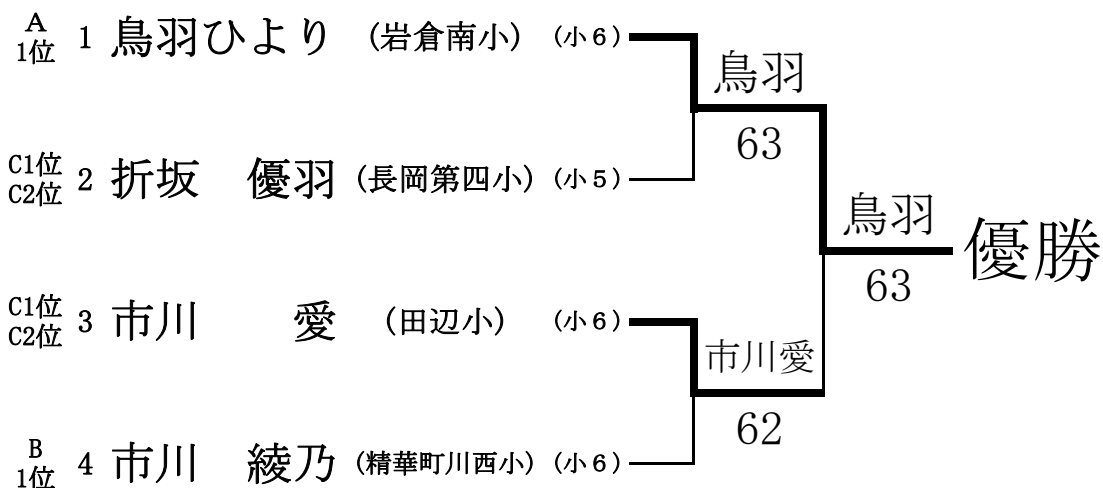 A
1位
1 鳥羽ひより (岩倉南小) (小6)
鳥羽
63
C1位
C2位
2 折坂 優羽 (長岡第四小) (小5)
鳥羽
63
優勝
C1位
C2位
3 市川 愛 (田辺小) (小6)
市川愛
62
B
1位
4 市川 綾乃 (精華町川西小) (小6)